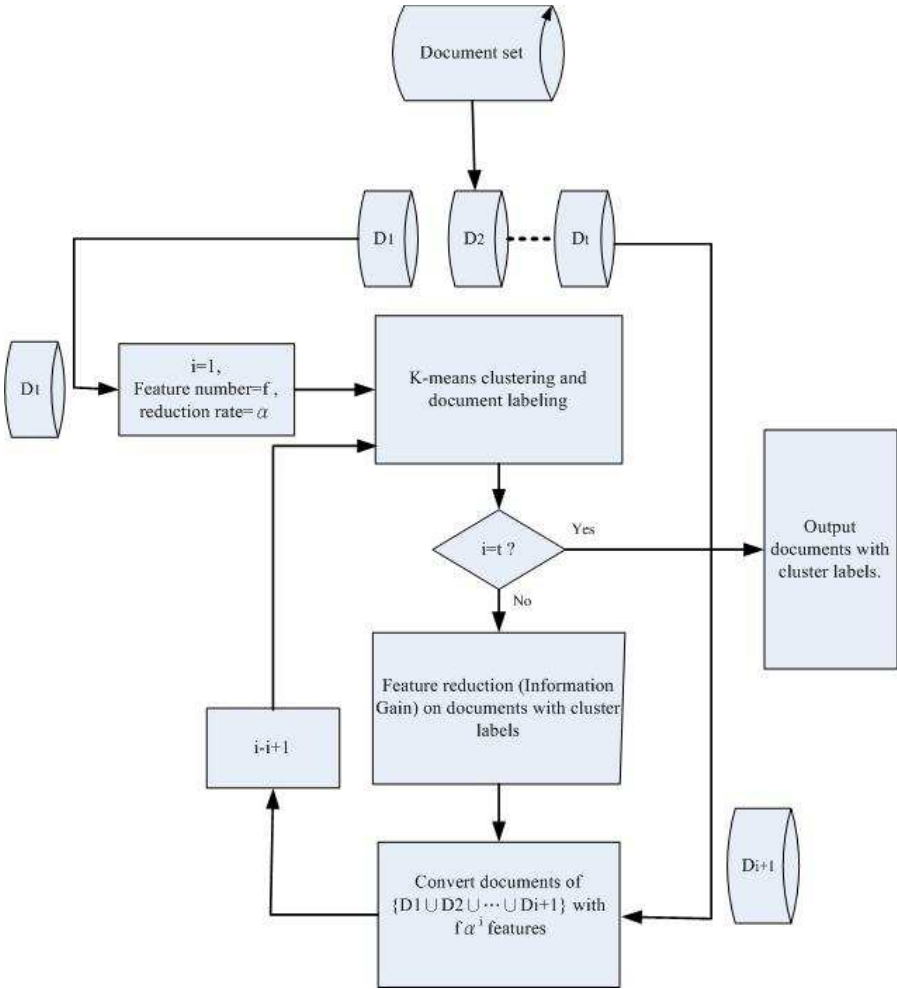 Document set
D1
D2
Dt
D1
i=1,
Feature number=f ,
reduction rate= α
K-means clustering and
document labeling
i=t ?
Yes
Output
documents with
cluster labels.
No
Feature reduction (Information
Gain) on documents with cluster
labels
i-i+1
Di+1
Convert documents of
{D1∪D2∪⋯∪Di+1} with
fα^i features